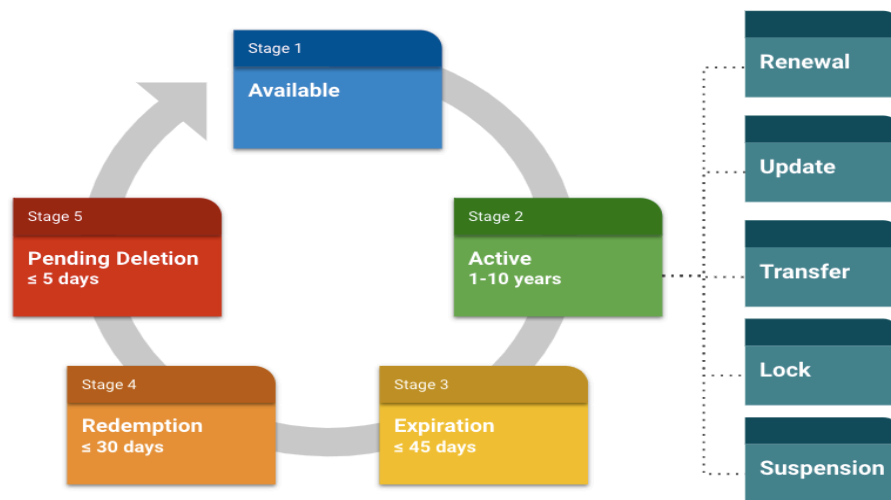 Stage 1
Available
Stage 2
Active
1-10 years
Stage 3
Expiration
≤ 45 days
Stage 4
Redemption
≤ 30 days
Stage 5
Pending Deletion
≤ 5 days
Renewal
Update
Transfer
Lock
Suspension